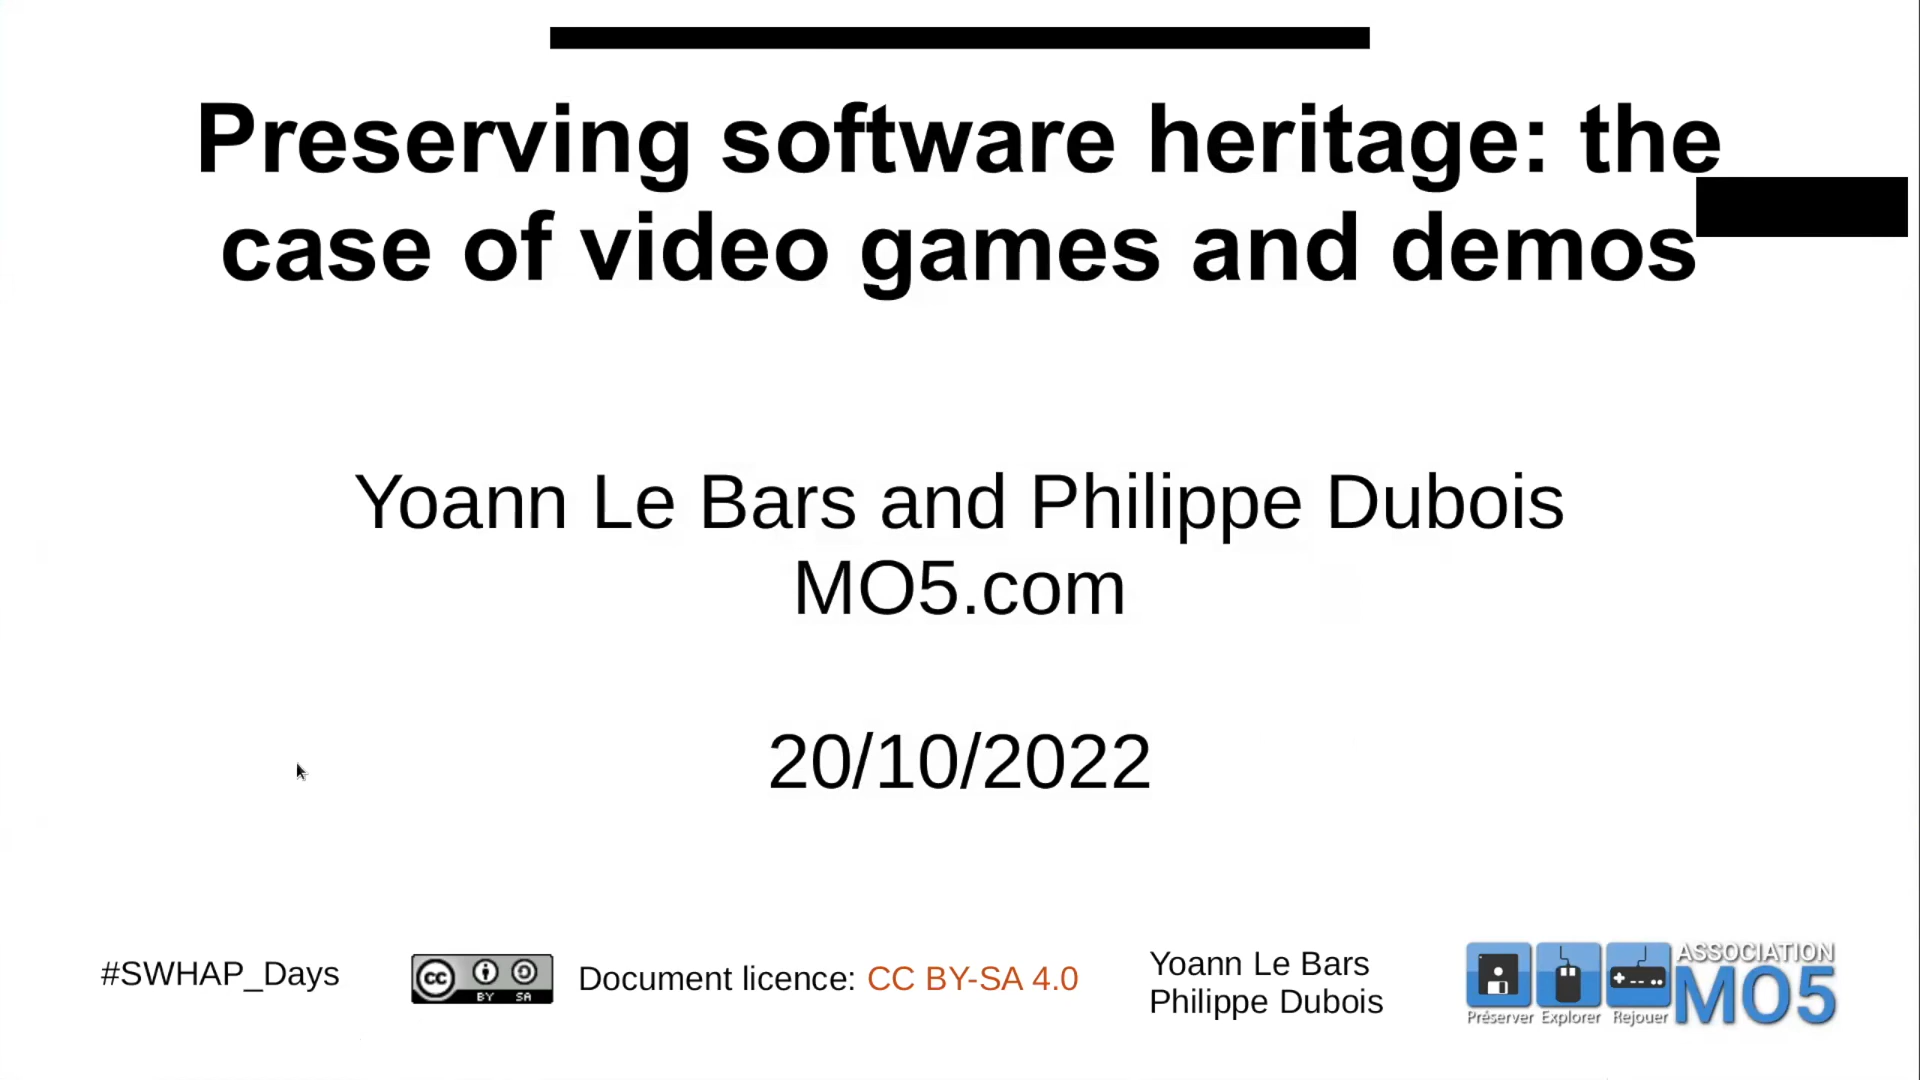 Preserving software heritage: the
case of video games and demos
Yoann Le Bars and Philippe Dubois
MO5.com
20/10/2022
#SWHAP_Days
cc BY SA
Document licence: CC BY-SA 4.0
Yoann Le Bars
Philippe Dubois
Préserver Explorer Rejouer
ASSOCIATION
MO5